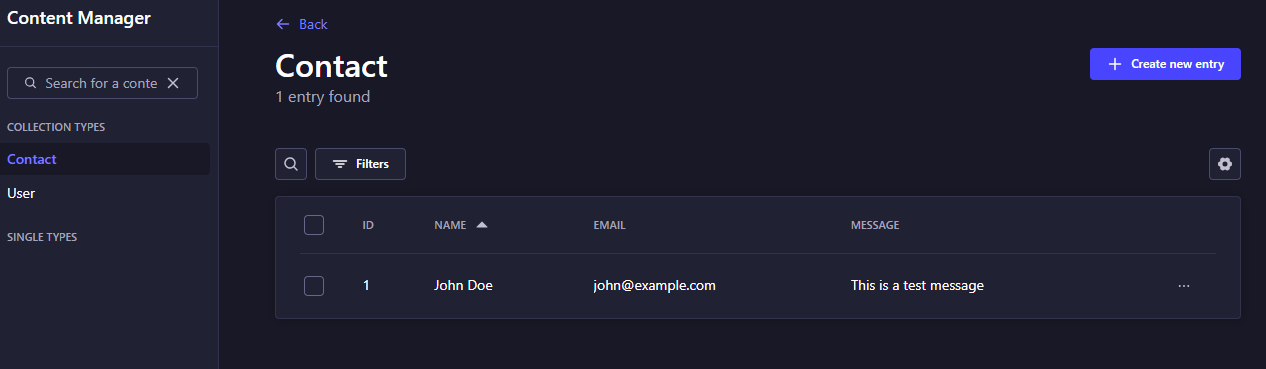 Content Manager
Search for a conte
COLLECTION TYPES
Contact
User
SINGLE TYPES
Back
Contact
1 entry found
Create new entry
Filters
ID NAME EMAIL MESSAGE
1 John Doe john@example.com This is a test message